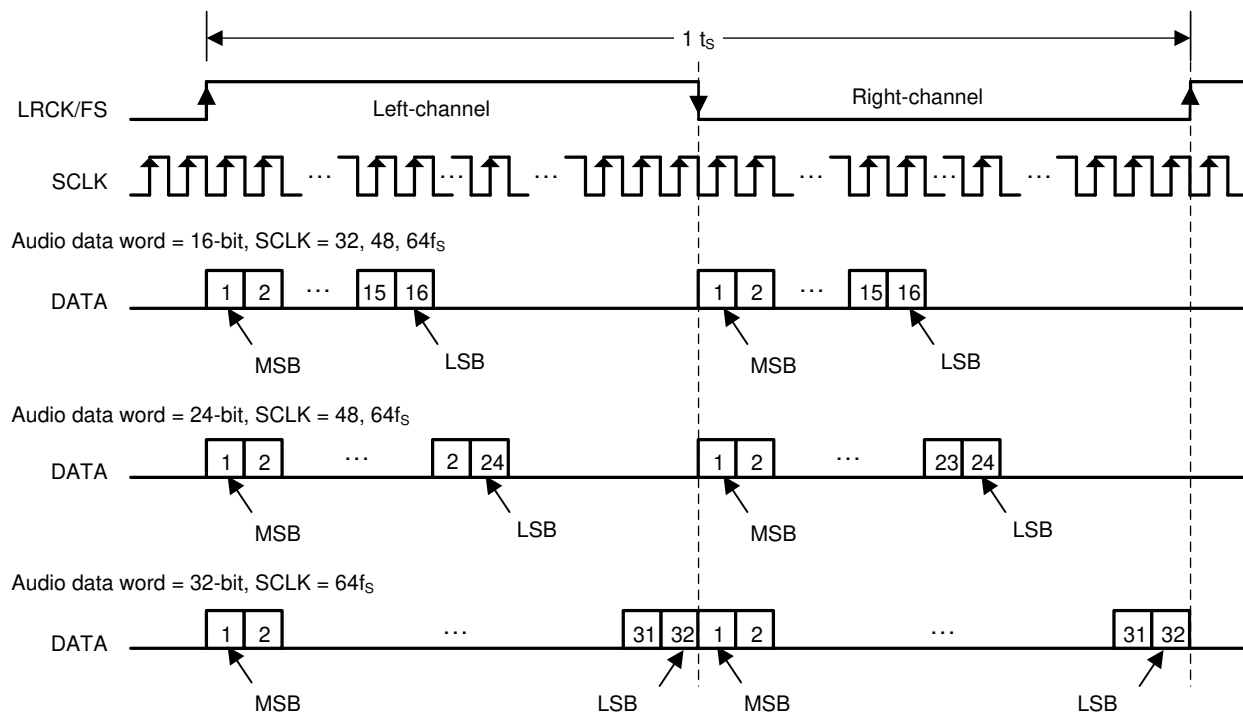 1 tS
LRCK/FS
Left-channel
Right-channel
SCLK
... ... ... ... ... ...
Audio data word = 16-bit, SCLK = 32, 48, 64fS
DATA 1 2 ... 15 16 1 2 ... 15 16
MSB LSB MSB LSB
Audio data word = 24-bit, SCLK = 48, 64fS
DATA 1 2 ... 2 24 1 2 ... 23 24
MSB LSB MSB LSB
Audio data word = 32-bit, SCLK = 64fS
DATA 1 2 ... 31 32 1 2 ... 31 32
MSB LSB MSB LSB